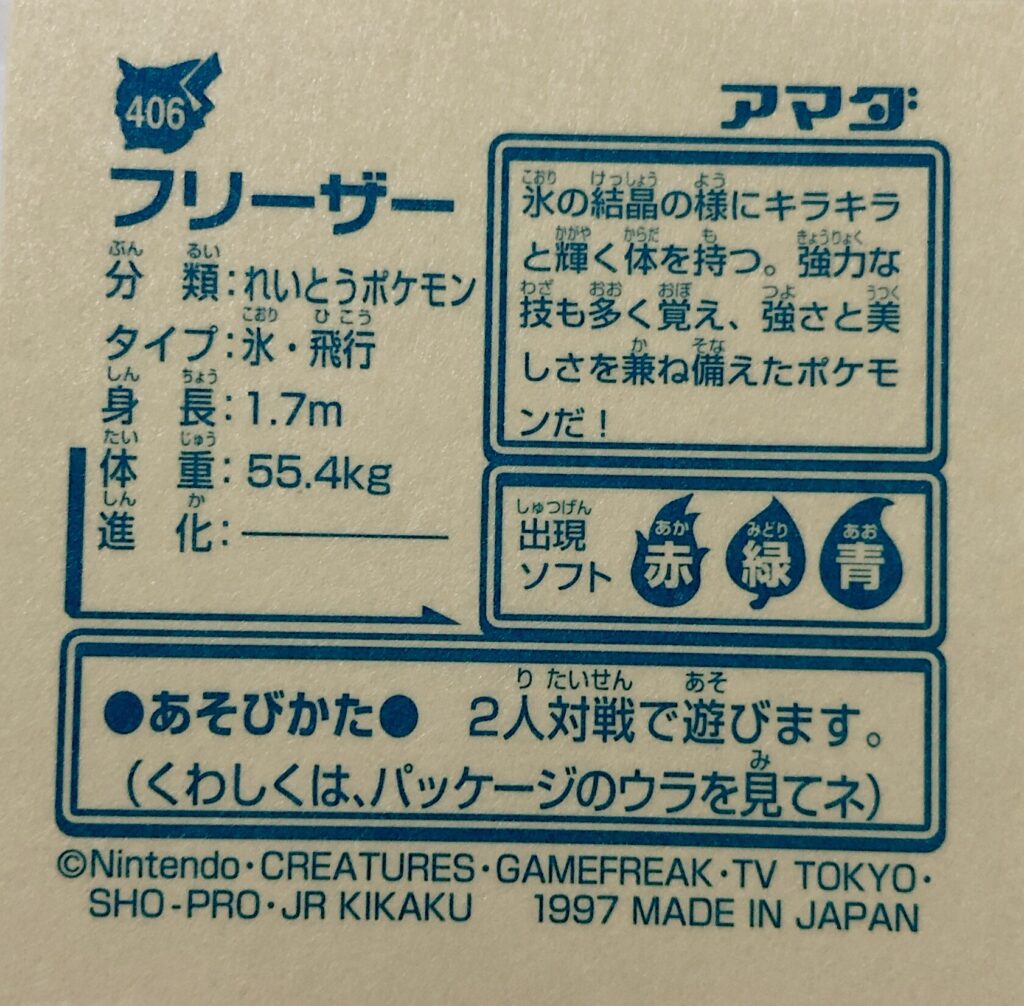 406
フリーザー
分類：れいとうポケモン
タイプ：氷・飛行
身長：1.7m
体重：55.4kg
進化：―――――
アマダ
氷の結晶の様にキラキラ
と輝く体を持つ。強力な
技も多く覚え、強さと美
しさを兼ね備えたポケモ
ンだ！
出現
ソフト
赤 緑 青
●あそびかた● 2人対戦で遊びます。
（くわしくは、パッケージのウラを見てネ）
©Nintendo・CREATURES・GAMEFREAK・TV TOKYO・
SHO-PRO・JR KIKAKU 1997 MADE IN JAPAN